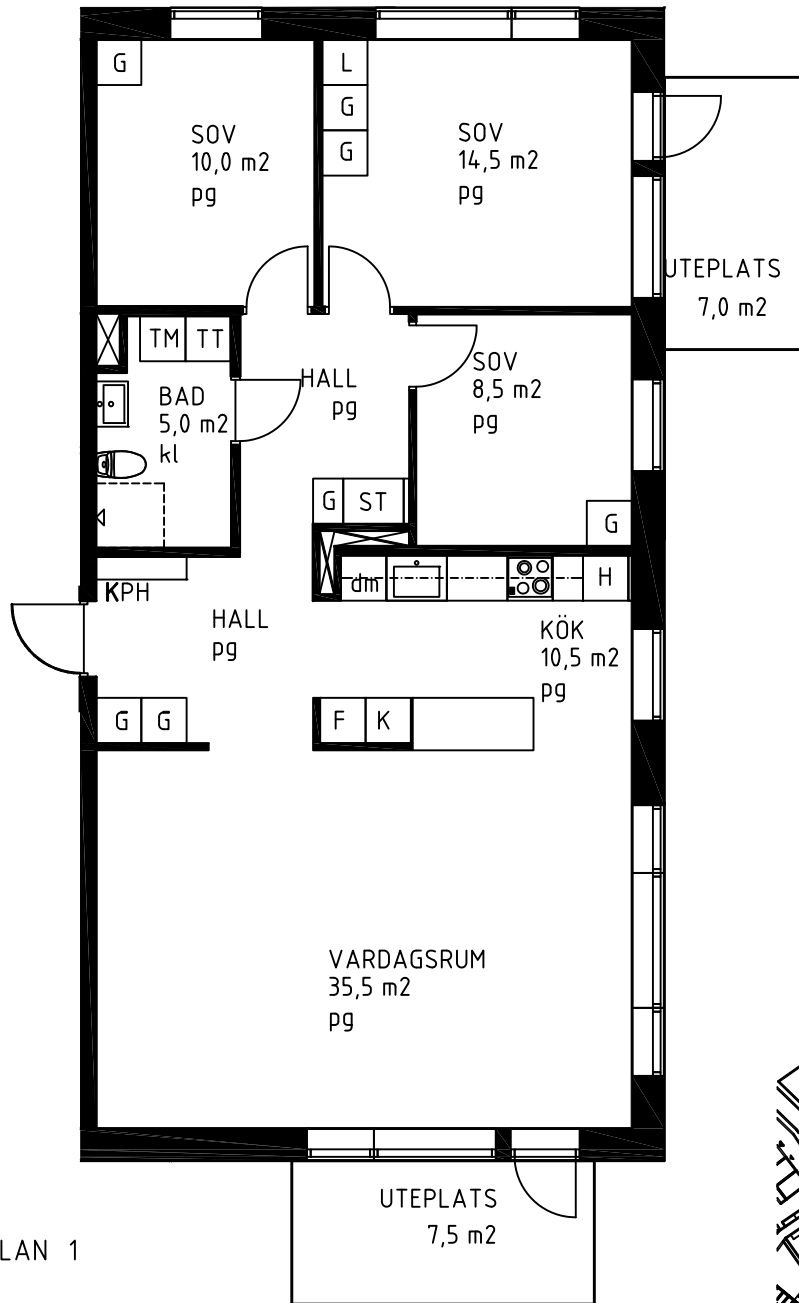 G
SOV
10,0 m2
pg
L
G
G
SOV
14,5 m2
pg
UTEPLATS
7,0 m2
TM TT
BAD
5,0 m2
kl
HALL
pg
SOV
8,5 m2
pg
G ST
G
KPH
HALL
pg
dm
H
KÖK
10,5 m2
pg
G G
F K
VARDAGSRUM
35,5 m2
pg
UTEPLATS
7,5 m2
LAN 1